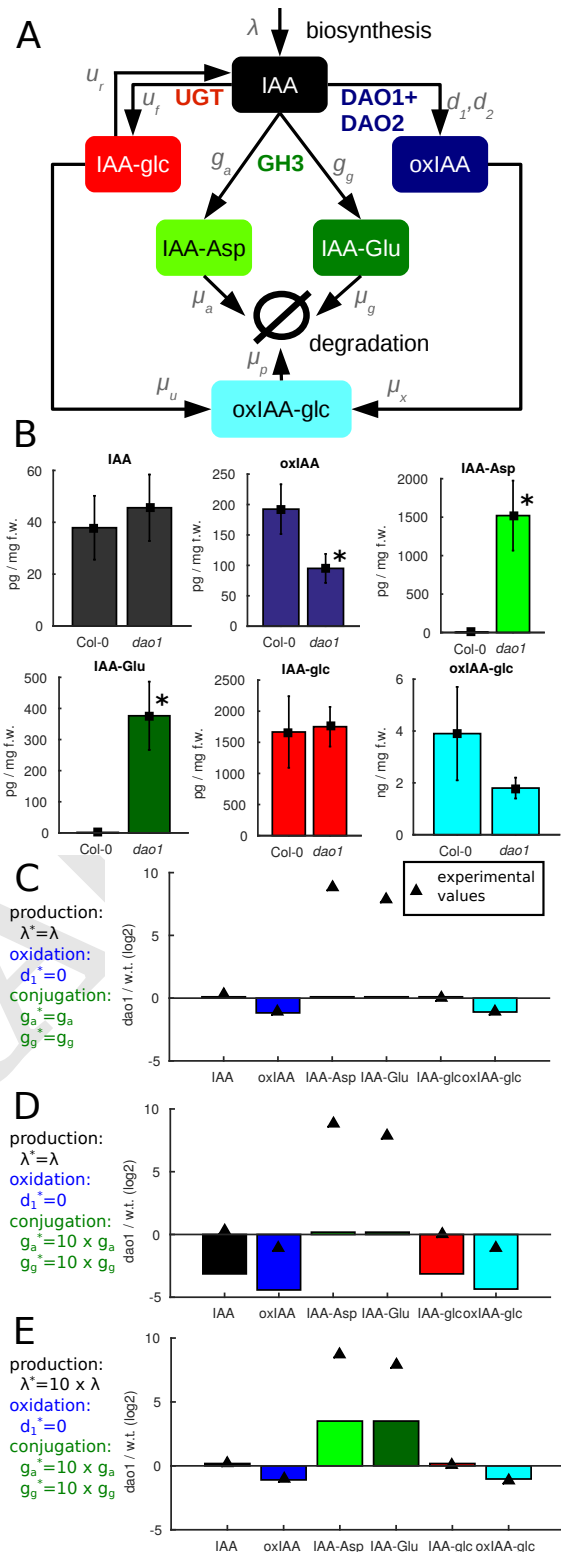 A
λ
biosynthesis
u_r
u_f
UGT
IAA
DAO1+
DAO2
d_1,d_2
IAA-glc
g_a
GH3
g_g
oxIAA
IAA-Asp
IAA-Glu
μ_a
μ_g
degradation
μ_p
μ_u
oxIAA-glc
μ_x
B
IAA
pg / mg f.w.
60
40
20
0
Col-0
dao1
oxIAA
pg / mg f.w.
250
200
150
100
50
0
*
Col-0
dao1
IAA-Asp
pg / mg f.w.
2000
1500
1000
500
0
*
Col-0
dao1
IAA-Glu
pg / mg f.w.
500
400
300
200
100
0
*
Col-0
dao1
IAA-glc
pg / mg f.w.
2500
2000
1500
1000
500
0
Col-0
dao1
oxIAA-glc
ng / mg f.w.
6
4
2
0
Col-0
dao1
C
production:
λ*=λ
oxidation:
d_1*=0
conjugation:
g_a*=g_a
g_g*=g_g
dao1 / w.t. (log2)
10
5
0
-5
experimental
values
IAA
oxIAA
IAA-Asp
IAA-Glu
IAA-glc
oxIAA-glc
D
production:
λ*=λ
oxidation:
d_1*=0
conjugation:
g_a*=10 x g_a
g_g*=10 x g_g
dao1 / w.t. (log2)
10
5
0
-5
IAA
oxIAA
IAA-Asp
IAA-Glu
IAA-glc
oxIAA-glc
E
production:
λ*=10 x λ
oxidation:
d_1*=0
conjugation:
g_a*=10 x g_a
g_g*=10 x g_g
dao1 / w.t. (log2)
10
5
0
-5
IAA
oxIAA
IAA-Asp
IAA-Glu
IAA-glc
oxIAA-glc